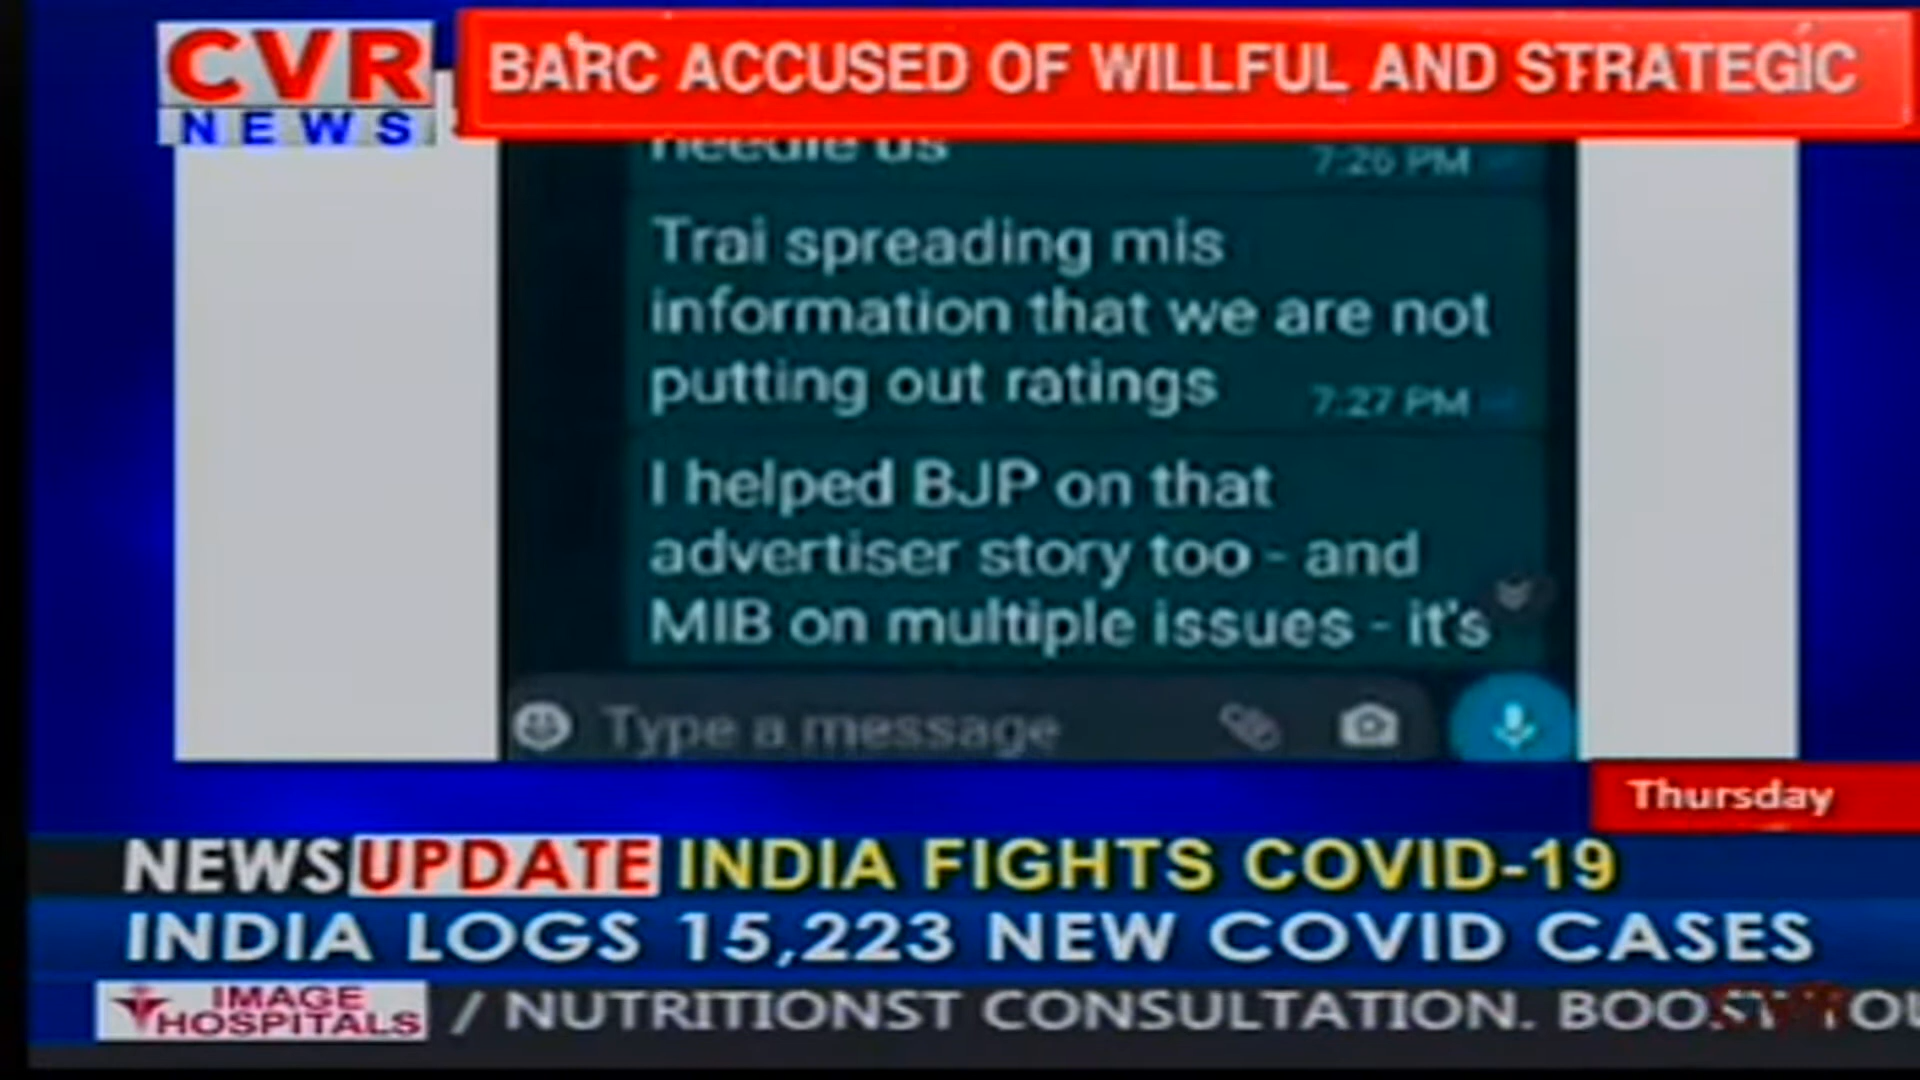 CVR
NEWS
BARC ACCUSED OF WILLFUL AND STRATEGIC
needle us
7:26 PM
Trai spreading mis
information that we are not
putting out ratings
7:27 PM
I helped BJP on that
advertiser story too - and
MIB on multiple issues - it's
Type a message
Thursday
NEWSUPDATE INDIA FIGHTS COVID-19
INDIA LOGS 15,223 NEW COVID CASES
IMAGE
HOSPITALS
/ NUTRITIONST CONSULTATION. BOOST